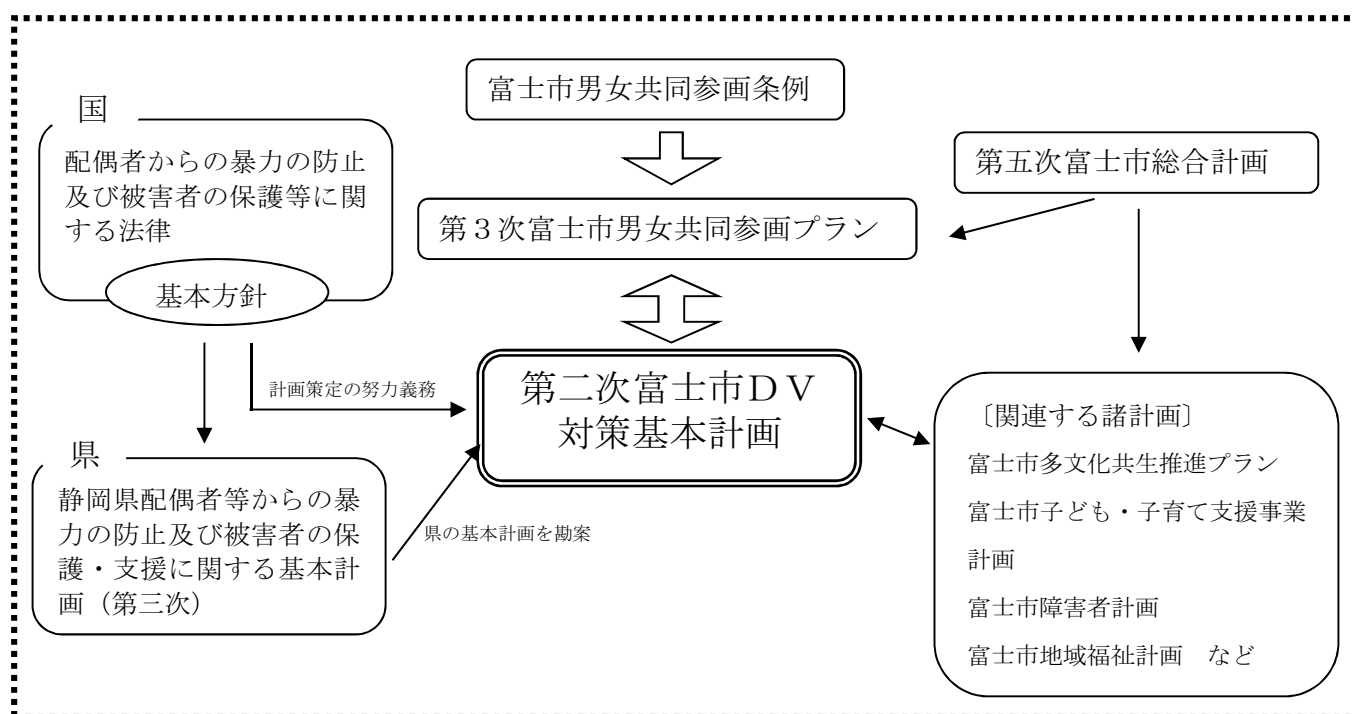 富士市男女共同参画条例
国
配偶者からの暴力の防止
及び被害者の保護等に関
する法律
基本方針
第五次富士市総合計画
第３次富士市男女共同参画プラン
計画策定の努力義務
第二次富士市ＤＶ
対策基本計画
県
静岡県配偶者等からの暴
力の防止及び被害者の保
護・支援に関する基本計
画（第三次）
県の基本計画を勘案
〔関連する諸計画〕
富士市多文化共生推進プラン
富士市子ども・子育て支援事業
計画
富士市障害者計画
富士市地域福祉計画　など